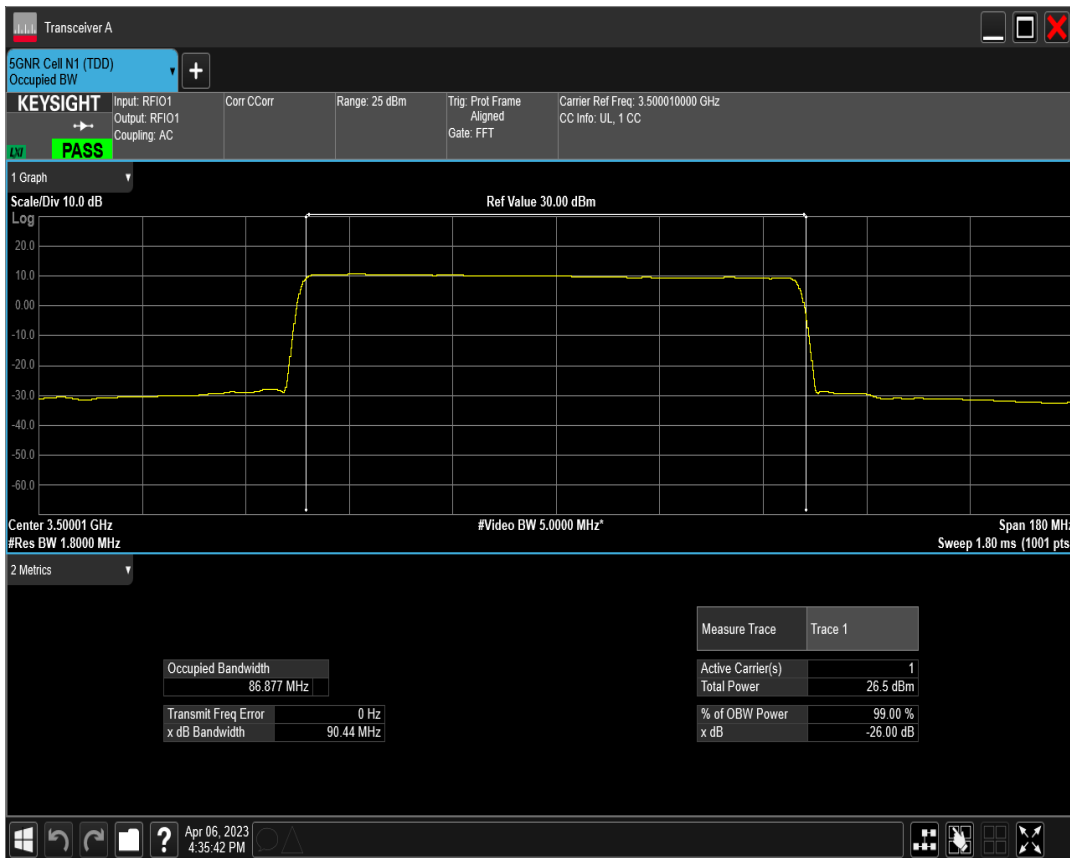 Transceiver A
5GNR Cell N1 (TDD)
Occupied BW
+
KEYSIGHT
LXI
PASS
Input: RFIO1
Output: RFIO1
Coupling: AC
Corr CCorr
Range: 25 dBm
Trig: Prot Frame
Aligned
Gate: FFT
Carrier Ref Freq: 3.500010000 GHz
CC Info: UL, 1 CC
1 Graph
Scale/Div 10.0 dB
Ref Value 30.00 dBm
Log
20.0
10.0
0.00
-10.0
-20.0
-30.0
-40.0
-50.0
-60.0
Center 3.50001 GHz
#Video BW 5.0000 MHz*
Span 180 MHz
#Res BW 1.8000 MHz
Sweep 1.80 ms (1001 pts
2 Metrics
Measure Trace Trace 1
Occupied Bandwidth
86.877 MHz
Active Carrier(s) 1
Total Power 26.5 dBm
Transmit Freq Error 0 Hz
x dB Bandwidth 90.44 MHz
% of OBW Power 99.00 %
x dB -26.00 dB
?
Apr 06, 2023
4:35:42 PM